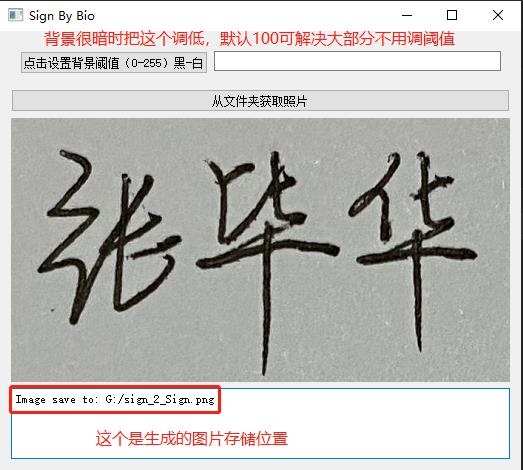 Sign By Bio
背景很暗时把这个调低，默认100可解决大部分不用调阈值
点击设置背景阈值（0-255）黑-白
从文件夹获取照片
张毕华
Image save to: G:/sign_2_Sign.png
这个是生成的图片存储位置